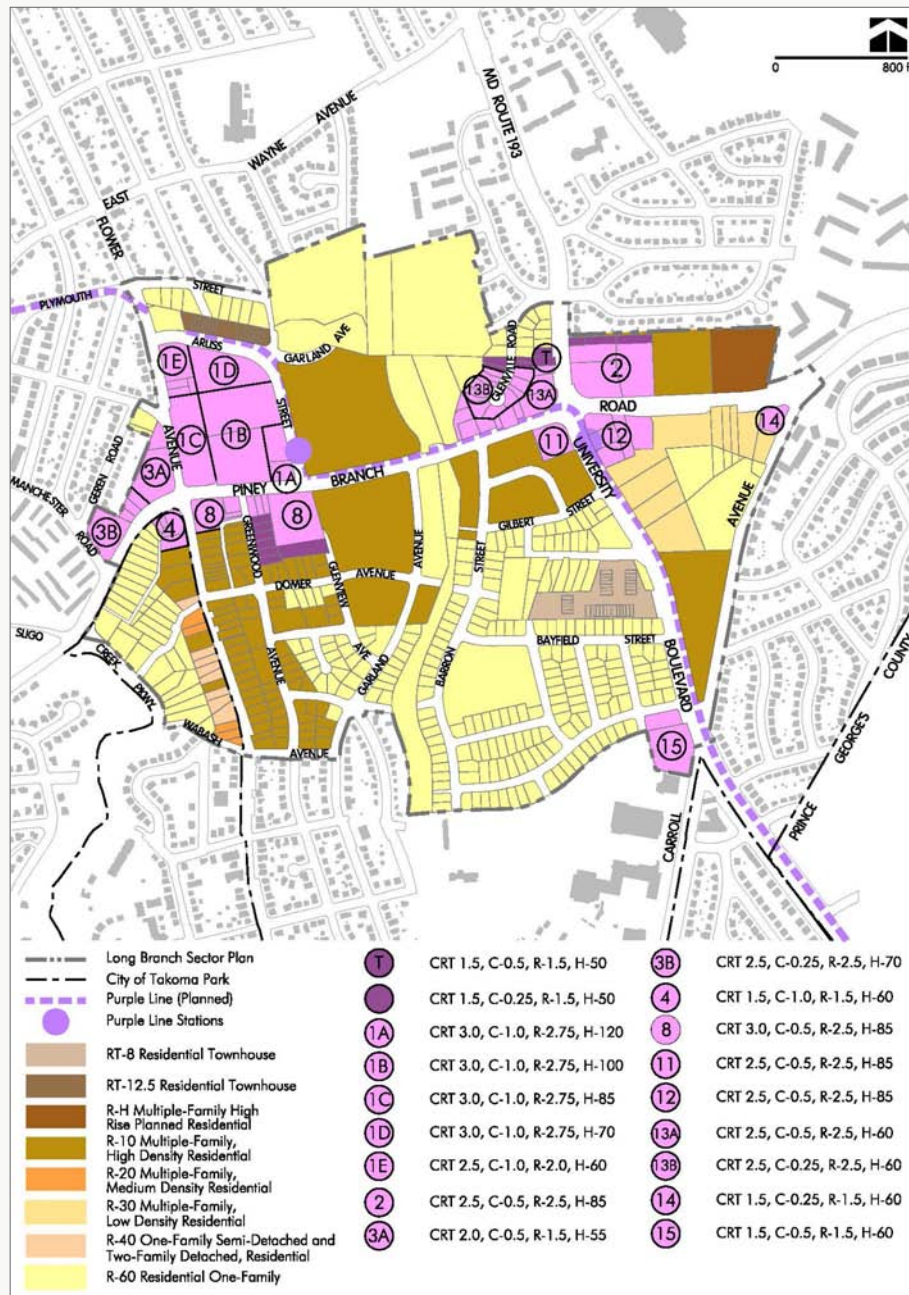 0 800 f
MD ROUTE 193
WAYNE AVENUE
EAST
FLOWER
PLYMOUTH
STREET
ARLISS
GARLAND AVE
GLENVALE ROAD
T
1E
1D
2
13B
13A
STREET
ROAD
14
AVENUE
1C
1B
11
12
GEREN ROAD
3A
1A
BRANCH
UNIVERSITY
MANCHESTER
ROAD
PINEY
AVENUE
3B
4
8
GREENWOOD
8
GILBERT
STREET
AVENUE
STREET
DOMER
AVENUE
GLENVIEW
SLIGO
CREEK
PKWY.
AVENUE
AVE
GARLAND
BARRON
BAYFIELD STREET
BOULEVARD
WABASH
AVENUE
15
CARROLL
PRINCE GEORGE'S COUNTY
Long Branch Sector Plan
City of Takoma Park
Purple Line (Planned)
Purple Line Stations
RT-8 Residential Townhouse
RT-12.5 Residential Townhouse
R-H Multiple-Family High
Rise Planned Residential
R-10 Multiple-Family,
High Density Residential
R-20 Multiple-Family,
Medium Density Residential
R-30 Multiple-Family,
Low Density Residential
R-40 One-Family Semi-Detached and
Two-Family Detached, Residential
R-60 Residential One-Family
T CRT 1.5, C-0.5, R-1.5, H-50
CRT 1.5, C-0.25, R-1.5, H-50
1A CRT 3.0, C-1.0, R-2.75, H-120
1B CRT 3.0, C-1.0, R-2.75, H-100
1C CRT 3.0, C-1.0, R-2.75, H-85
1D CRT 3.0, C-1.0, R-2.75, H-70
1E CRT 2.5, C-1.0, R-2.0, H-60
2 CRT 2.5, C-0.5, R-2.5, H-85
3A CRT 2.0, C-0.5, R-1.5, H-55
3B CRT 2.5, C-0.25, R-2.5, H-70
4 CRT 1.5, C-1.0, R-1.5, H-60
8 CRT 3.0, C-0.5, R-2.5, H-85
11 CRT 2.5, C-0.5, R-2.5, H-85
12 CRT 2.5, C-0.5, R-2.5, H-85
13A CRT 2.5, C-0.5, R-2.5, H-60
13B CRT 2.5, C-0.25, R-2.5, H-60
14 CRT 1.5, C-0.25, R-1.5, H-60
15 CRT 1.5, C-0.5, R-1.5, H-60